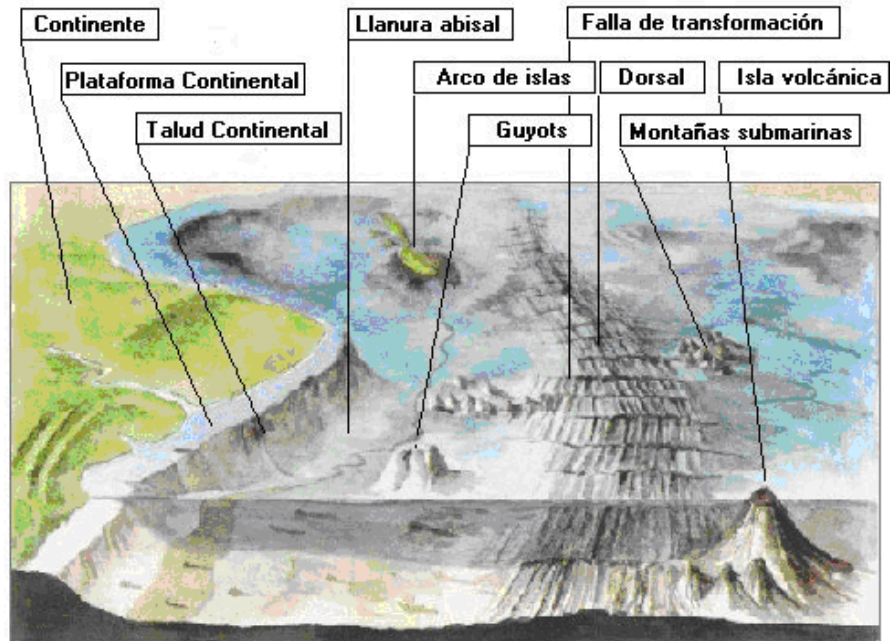 Continente
Llanura abisal
Falla de transformación
Plataforma Continental
Arco de islas
Dorsal
Isla volcánica
Talud Continental
Guyots
Montañas submarinas